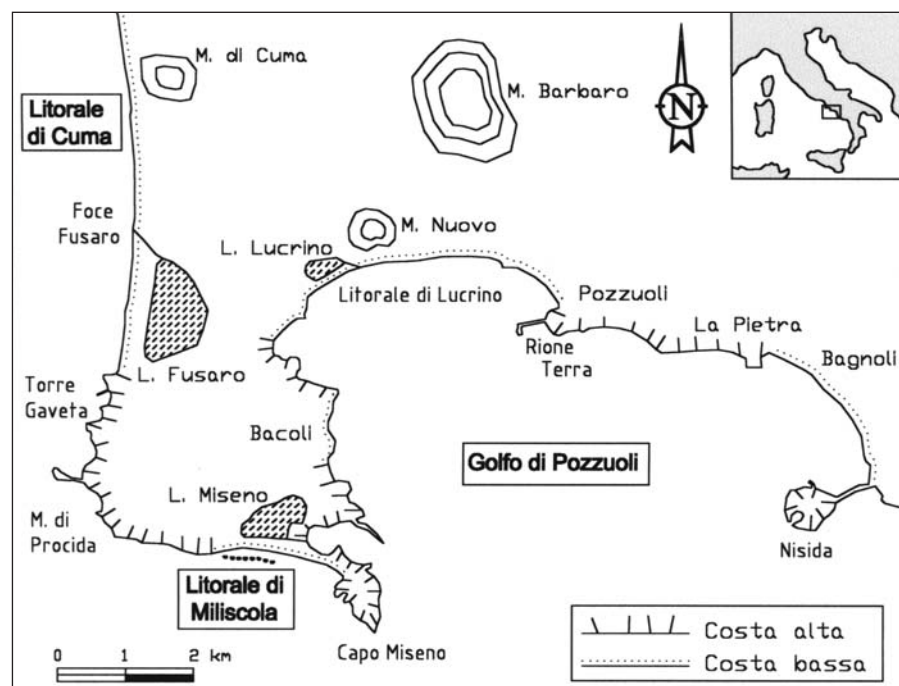 M. di Cuma
Litorale
di Cuma
M. Barbaro
N
Foce
Fusaro
M. Nuovo
L. Lucrino
Litorale di Lucrino
Pozzuoli
La Pietra
Rione
Terra
Bagnoli
L. Fusaro
Torre
Gaveta
Bacoli
Golfo di Pozzuoli
L. Miseno
M. di
Procida
Nisida
Litorale di
Miliscola
Capo Miseno
Costa alta
Costa bassa
0 1 2 km